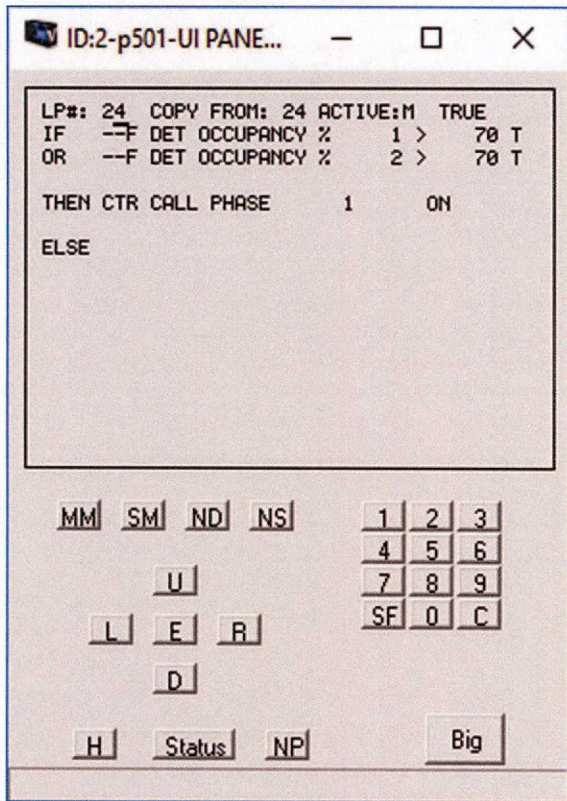 ID:2-p501-UI PANE...
LP#: 24 COPY FROM: 24 ACTIVE:M TRUE
IF --F DET OCCUPANCY % 1 > 70 T
OR --F DET OCCUPANCY % 2 > 70 T
THEN CTR CALL PHASE 1 ON
ELSE
MM SM ND NS 1 2 3
4 5 6
U 7 8 9
L E R SF 0 C
D
H Status NP Big